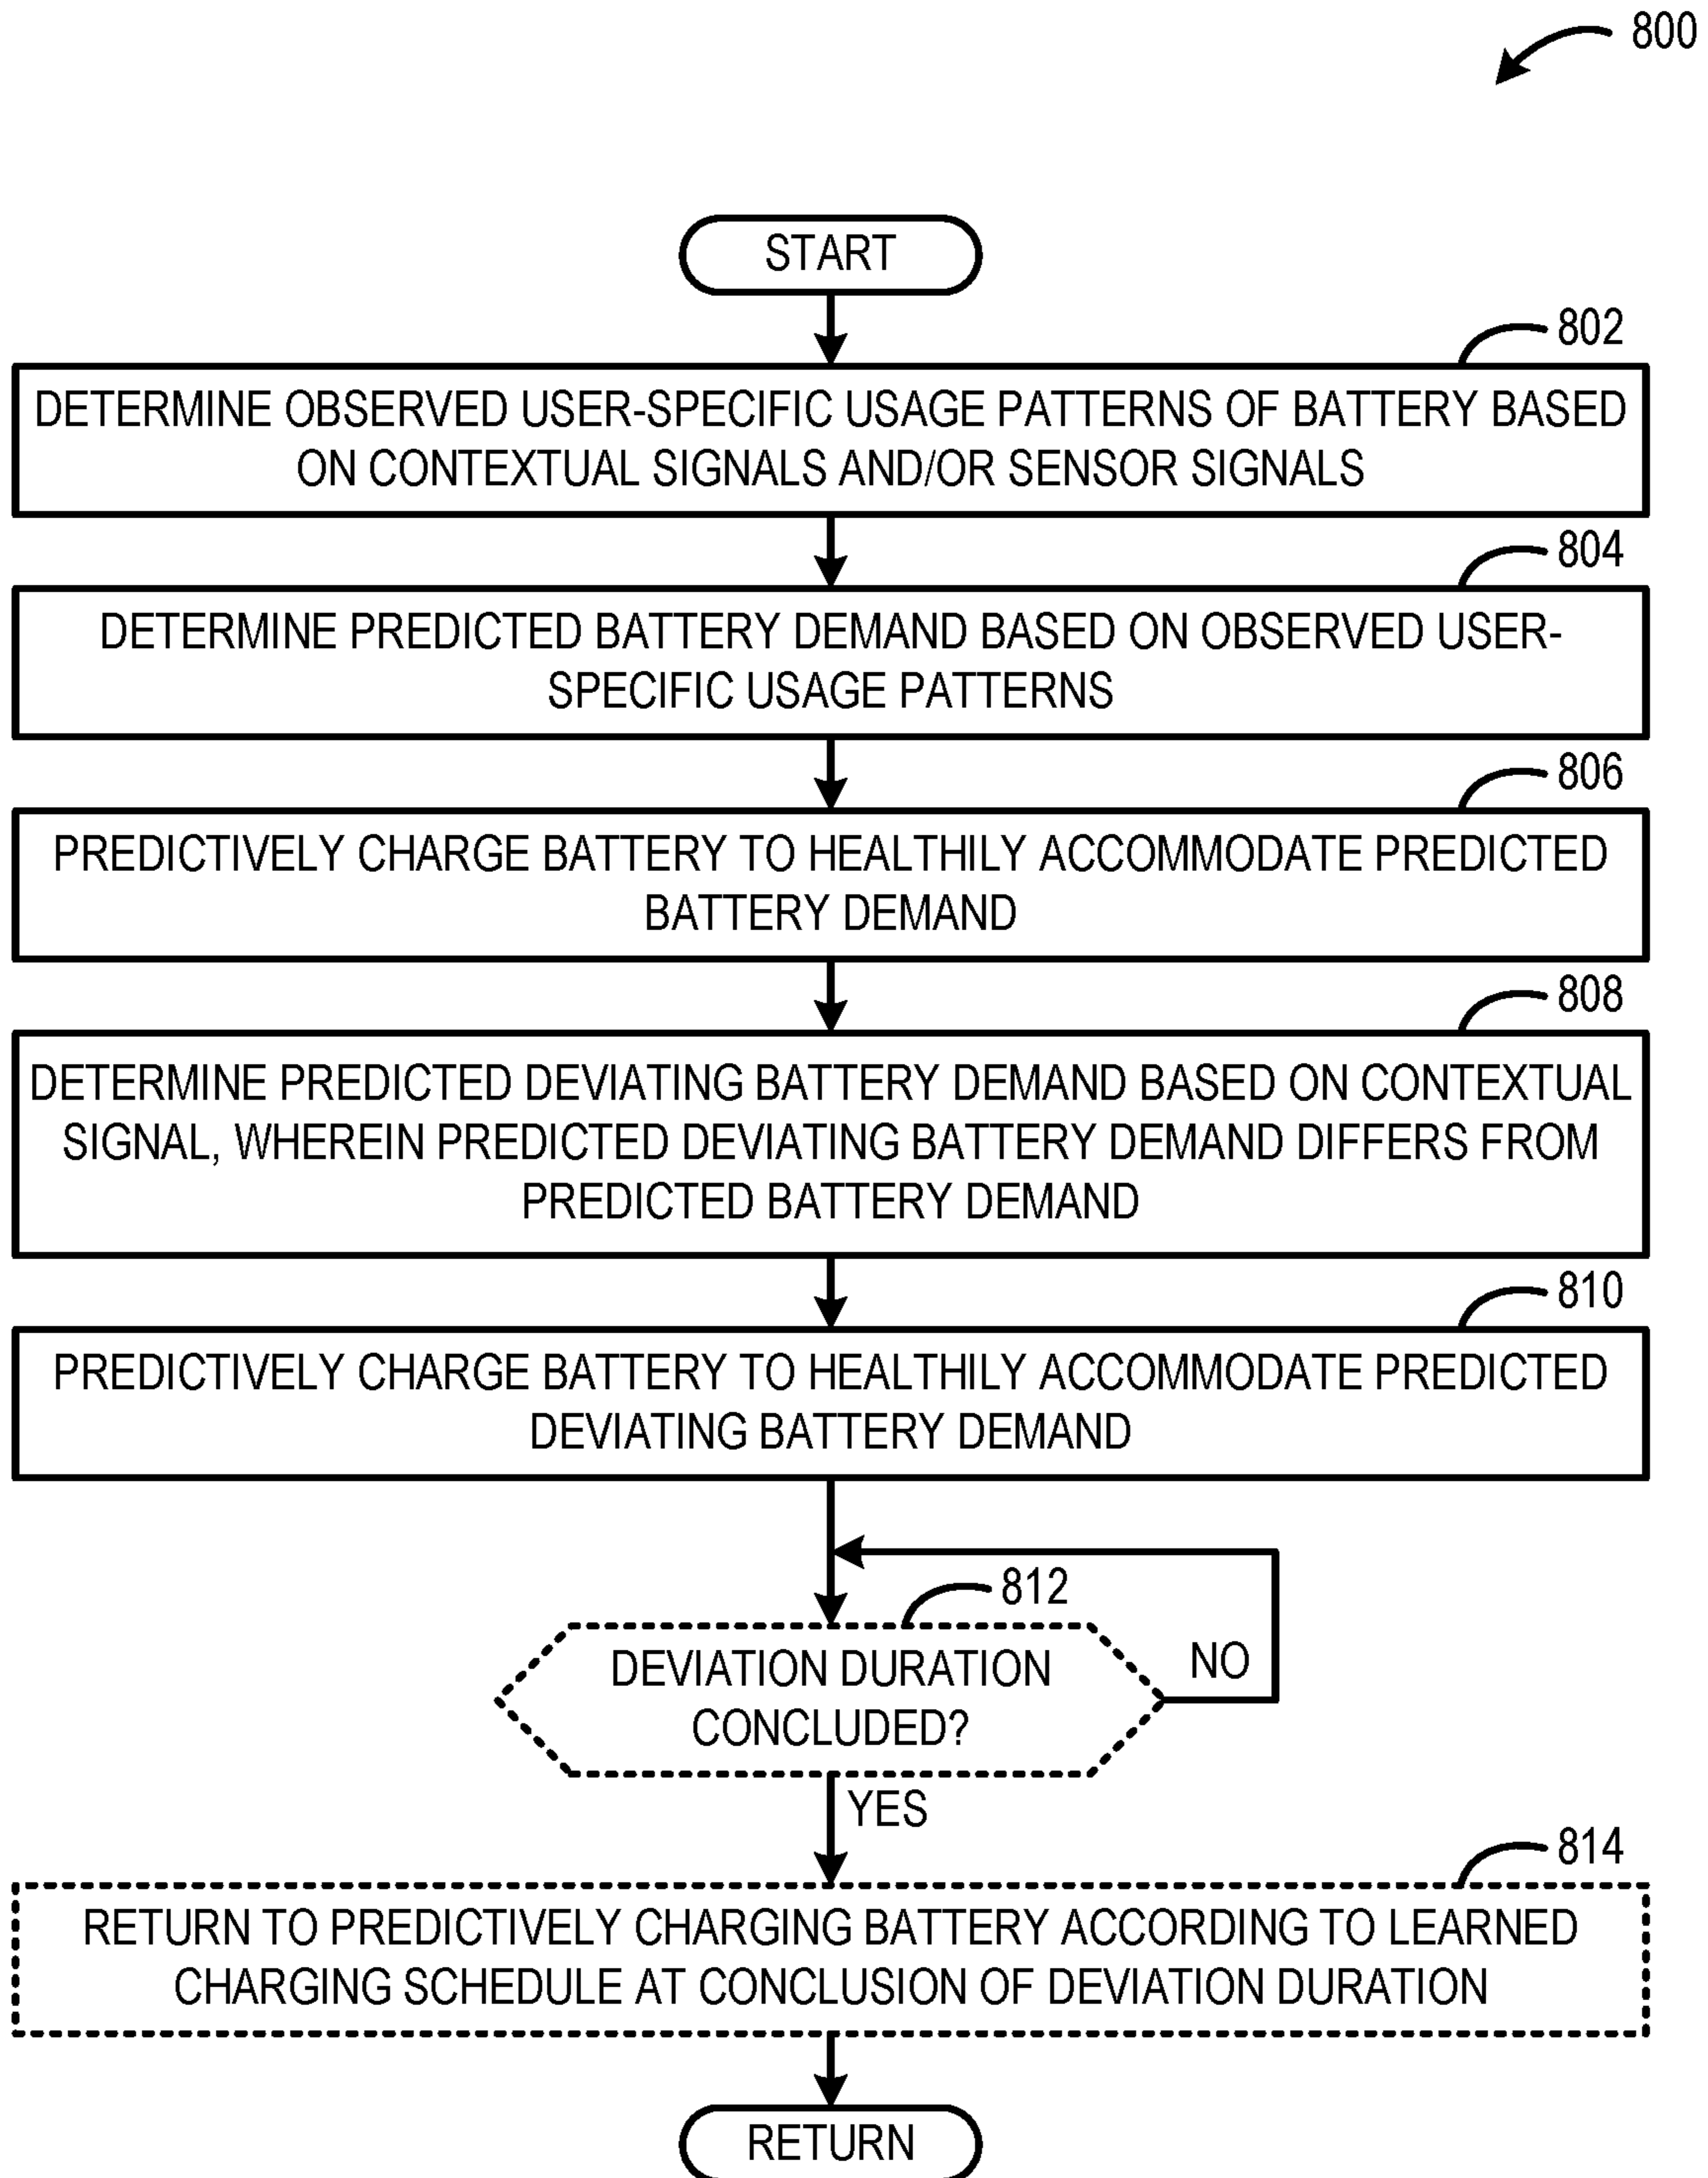 800
START
802
DETERMINE OBSERVED USER-SPECIFIC USAGE PATTERNS OF BATTERY BASED
ON CONTEXTUAL SIGNALS AND/OR SENSOR SIGNALS
804
DETERMINE PREDICTED BATTERY DEMAND BASED ON OBSERVED USER-
SPECIFIC USAGE PATTERNS
806
PREDICTIVELY CHARGE BATTERY TO HEALTHILY ACCOMMODATE PREDICTED
BATTERY DEMAND
808
DETERMINE PREDICTED DEVIATING BATTERY DEMAND BASED ON CONTEXTUAL
SIGNAL, WHEREIN PREDICTED DEVIATING BATTERY DEMAND DIFFERS FROM
PREDICTED BATTERY DEMAND
810
PREDICTIVELY CHARGE BATTERY TO HEALTHILY ACCOMMODATE PREDICTED
DEVIATING BATTERY DEMAND
812
DEVIATION DURATION
CONCLUDED?
NO
YES
814
RETURN TO PREDICTIVELY CHARGING BATTERY ACCORDING TO LEARNED
CHARGING SCHEDULE AT CONCLUSION OF DEVIATION DURATION
RETURN